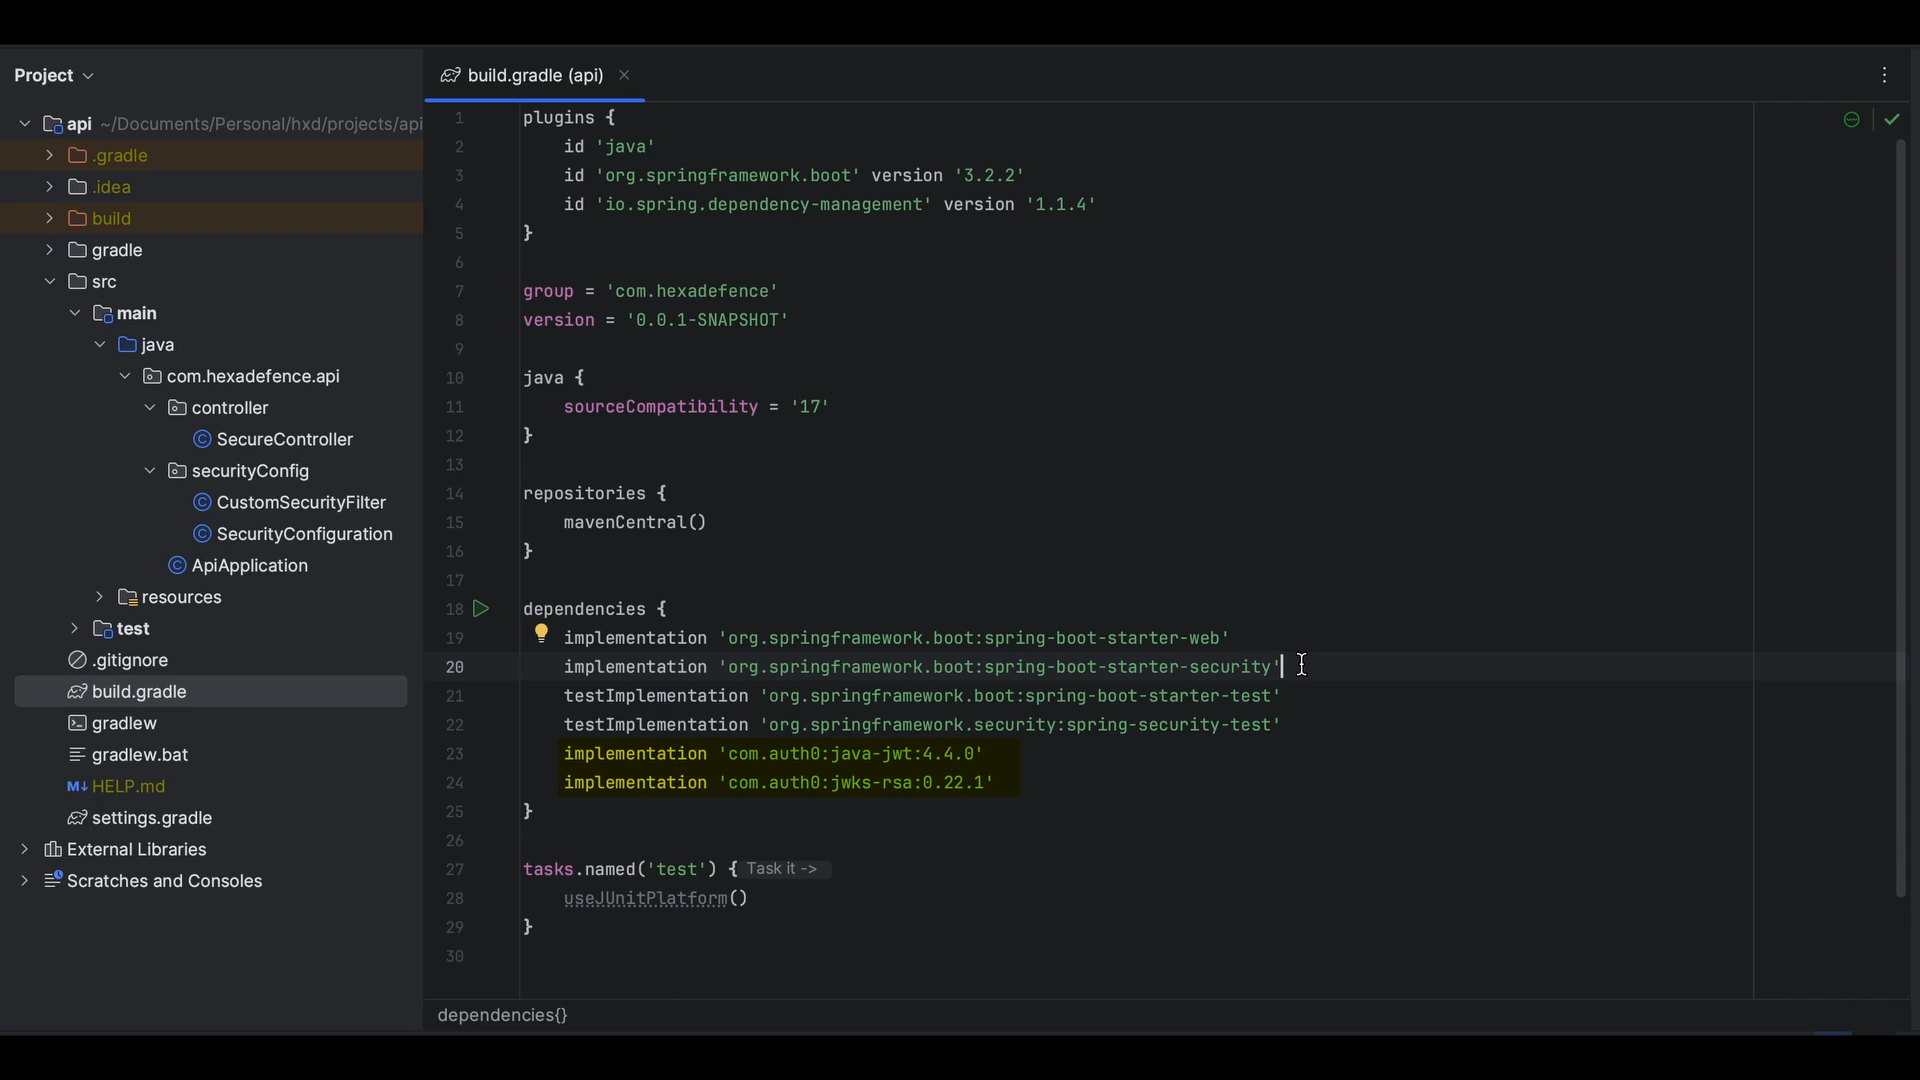 Project
api ~/Documents/Personal/hxd/projects/api
.gradle
.idea
build
gradle
src
main
java
com.hexadefence.api
controller
SecureController
securityConfig
CustomSecurityFilter
SecurityConfiguration
ApiApplication
resources
test
.gitignore
build.gradle
gradlew
gradlew.bat
M↓ HELP.md
settings.gradle
External Libraries
Scratches and Consoles
build.gradle (api)
1 plugins {
2 id 'java'
3 id 'org.springframework.boot' version '3.2.2'
4 id 'io.spring.dependency-management' version '1.1.4'
5 }
6
7 group = 'com.hexadefence'
8 version = '0.0.1-SNAPSHOT'
9
10 java {
11 sourceCompatibility = '17'
12 }
13
14 repositories {
15 mavenCentral()
16 }
17
18 dependencies {
19 implementation 'org.springframework.boot:spring-boot-starter-web'
20 implementation 'org.springframework.boot:spring-boot-starter-security'
21 testImplementation 'org.springframework.boot:spring-boot-starter-test'
22 testImplementation 'org.springframework.security:spring-security-test'
23 implementation 'com.auth0:java-jwt:4.4.0'
24 implementation 'com.auth0:jwks-rsa:0.22.1'
25 }
26
27 tasks.named('test') { Task it ->
28 useJUnitPlatform()
29 }
30
dependencies{}